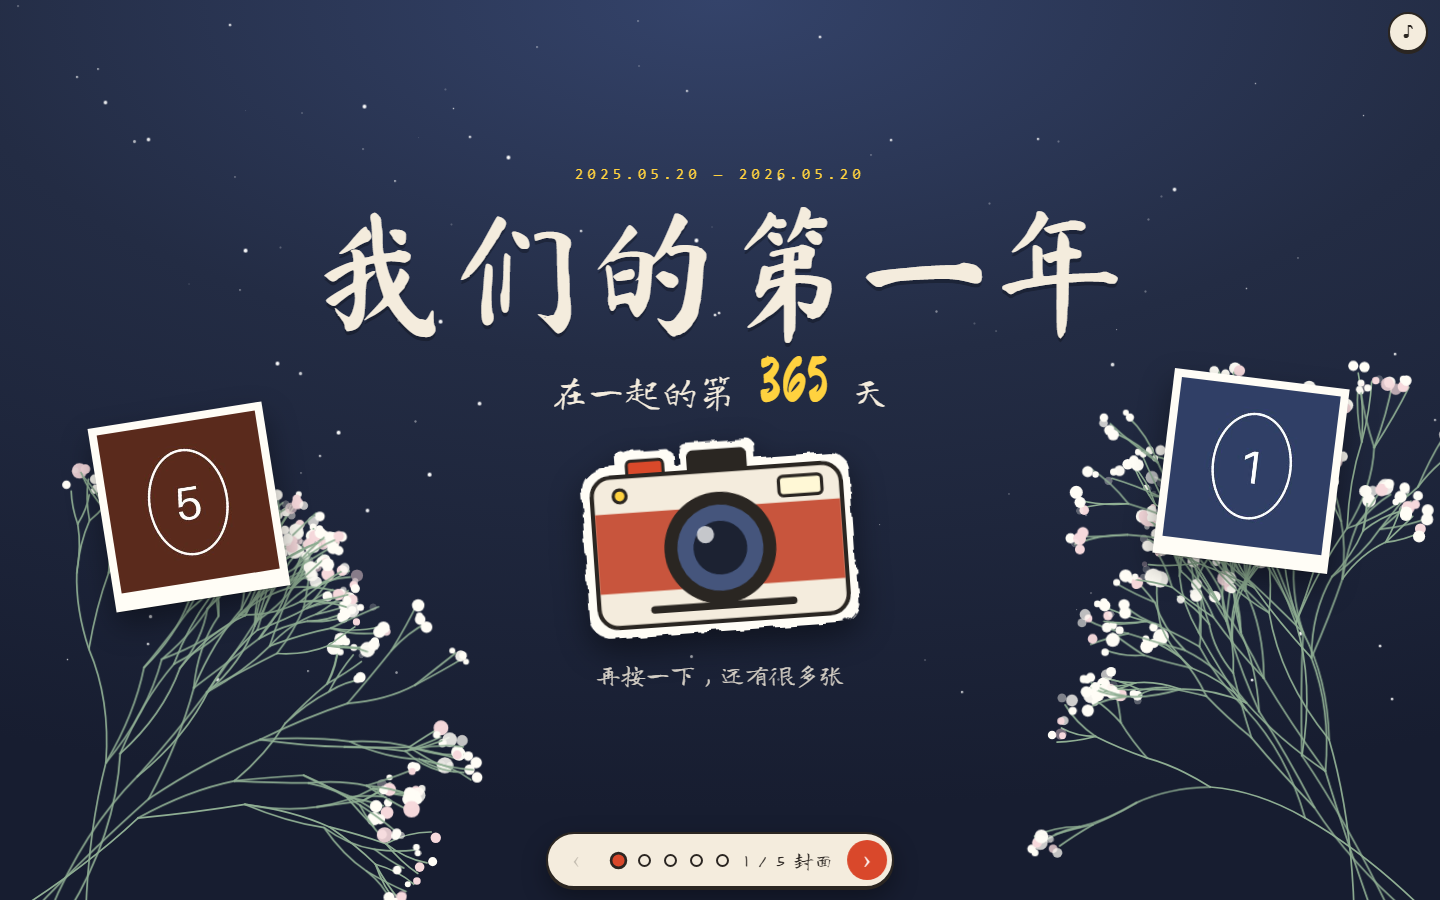 ♪
2025.05.20 — 2026.05.20
我们的第一年
在一起的第 365 天
5
1
再按一下，还有很多张
‹ 1 / 5 封面 ›